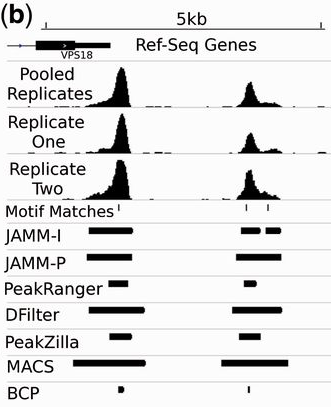 (b)
5kb
Ref-Seq Genes
VPS18
Pooled
Replicates
Replicate
One
Replicate
Two
Motif Matches
JAMM-I
JAMM-P
PeakRanger
DFilter
PeakZilla
MACS
BCP